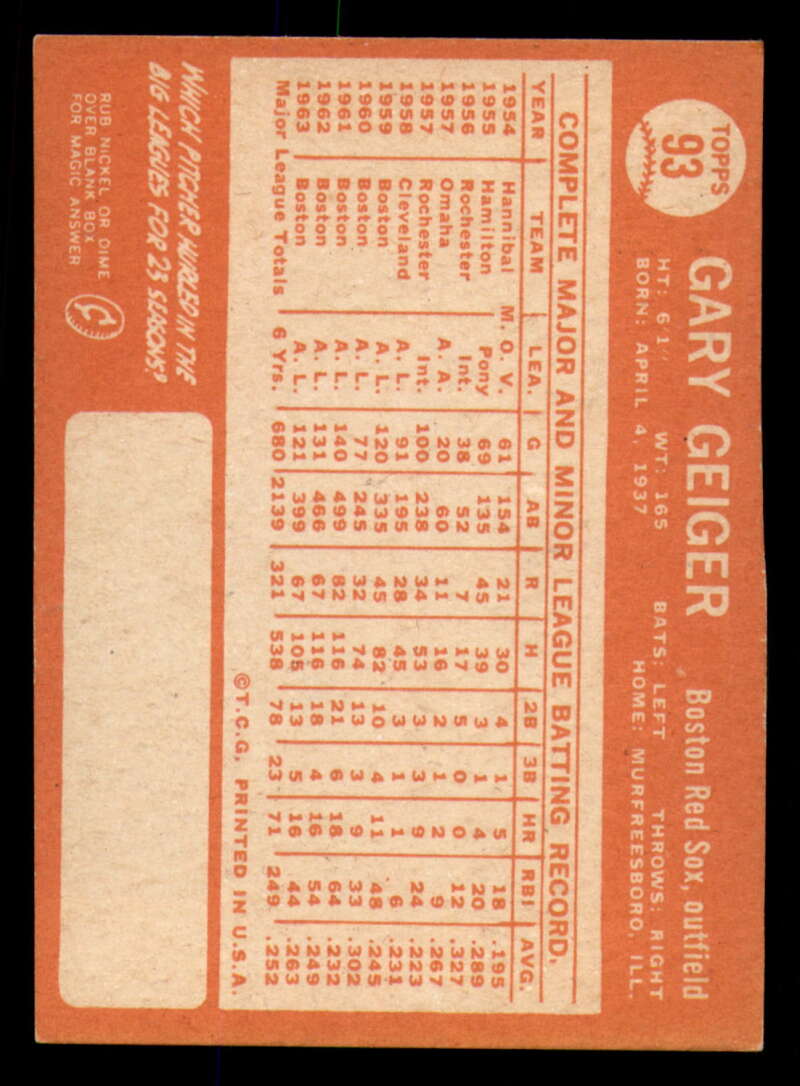 TOPPS
93
GARY GEIGER Boston Red Sox, outfield
HT: 6'1" WT: 165 BATS: LEFT THROWS: RIGHT
BORN: APRIL 4, 1937 HOME: MURFREESBORO, ILL.
COMPLETE MAJOR AND MINOR LEAGUE BATTING RECORD.
YEAR TEAM LEA. G AB R H 2B 3B HR RBI AVG.
1954 Hannibal M. O. V. 61 154 21 30 4 1 5 18 .195
1955 Hamilton Pony 69 135 45 39 3 1 4 20 .289
1956 Rochester Int. 38 52 7 17 5 0 0 12 .327
1957 Omaha A. A. 20 60 11 16 2 1 2 9 .267
1957 Rochester Int. 100 238 34 53 3 3 9 24 .223
1958 Cleveland A. L. 91 195 28 45 3 1 1 6 .231
1959 Boston A. L. 120 335 45 82 10 4 11 48 .245
1960 Boston A. L. 77 245 32 74 13 3 9 33 .302
1961 Boston A. L. 140 499 82 116 21 6 18 64 .232
1962 Boston A. L. 131 466 67 116 18 4 16 54 .249
1963 Boston A. L. 121 399 67 105 13 5 16 44 .263
Major League Totals 6 Yrs. 680 2139 321 538 78 23 71 249 .252
©T.C.G. PRINTED IN U.S.A.
WHICH PITCHER HURLED IN THE
BIG LEAGUES FOR 23 SEASONS?
RUB NICKEL OR DIME
OVER BLANK BOX
FOR MAGIC ANSWER